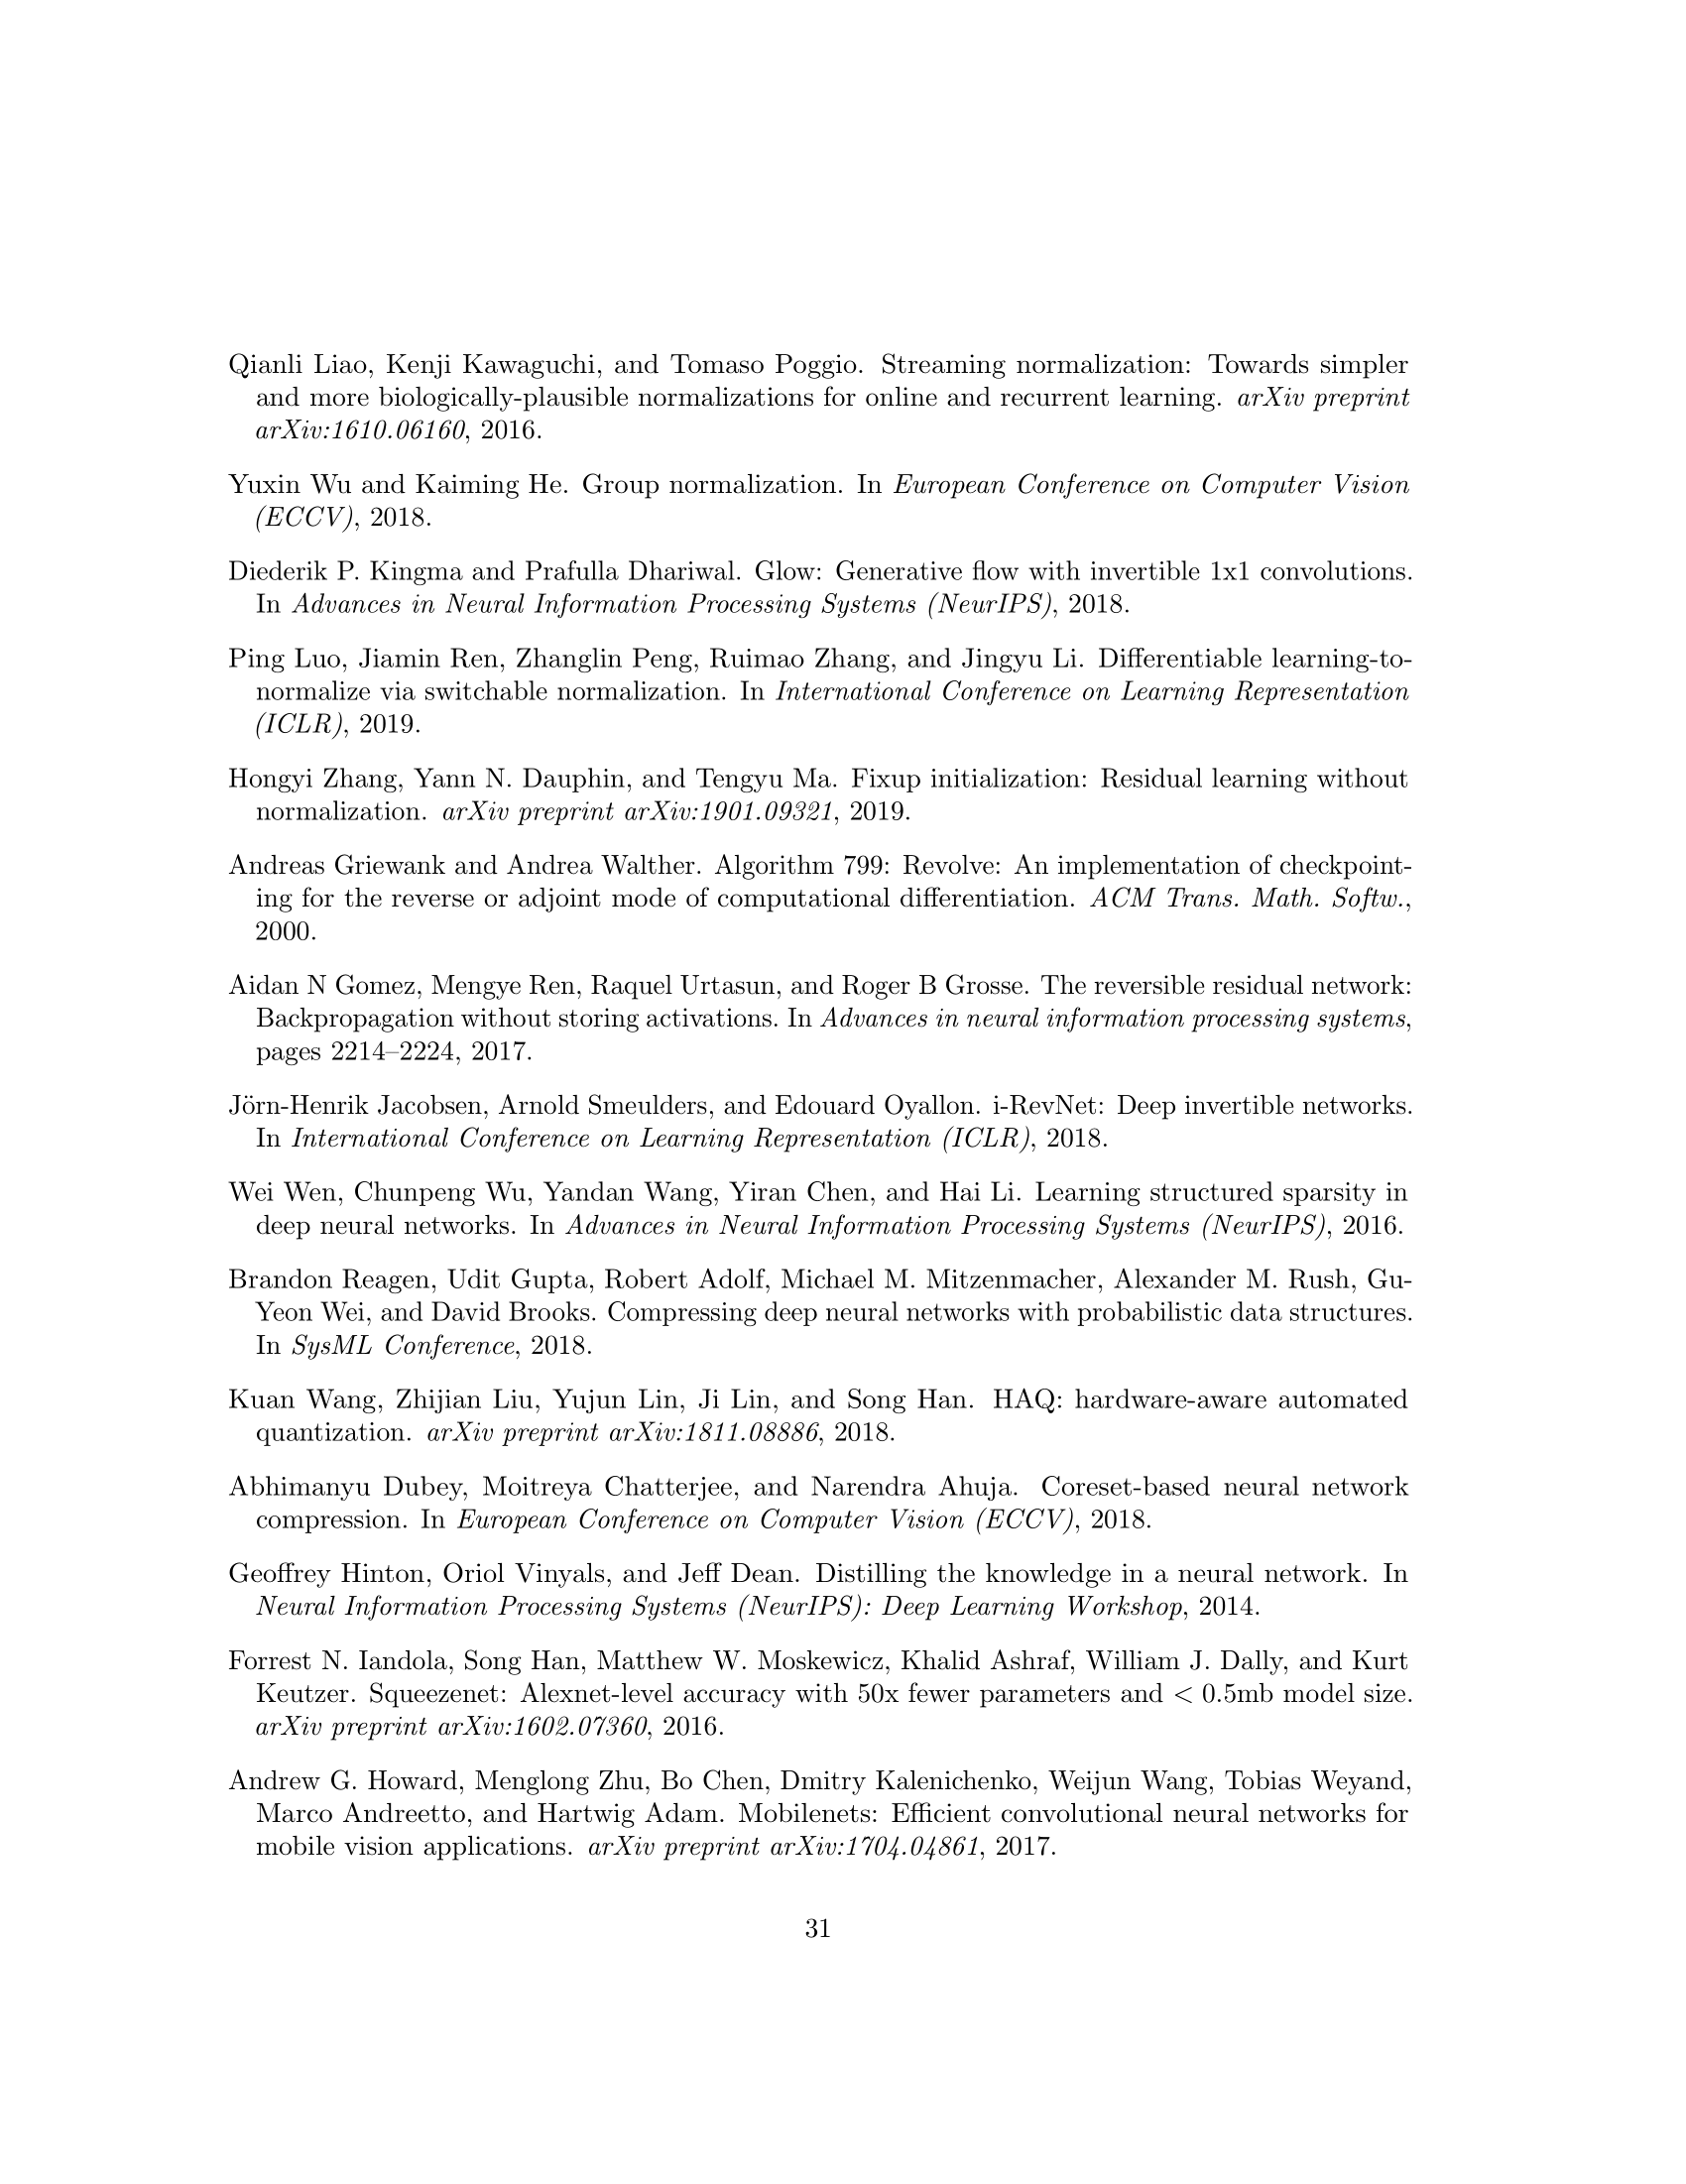 Qianli Liao, Kenji Kawaguchi, and Tomaso Poggio. Streaming normalization: Towards simpler
and more biologically-plausible normalizations for online and recurrent learning. arXiv preprint
arXiv:1610.06160, 2016.
Yuxin Wu and Kaiming He. Group normalization. In European Conference on Computer Vision
(ECCV), 2018.
Diederik P. Kingma and Prafulla Dhariwal. Glow: Generative flow with invertible 1x1 convolutions.
In Advances in Neural Information Processing Systems (NeurIPS), 2018.
Ping Luo, Jiamin Ren, Zhanglin Peng, Ruimao Zhang, and Jingyu Li. Differentiable learning-to-
normalize via switchable normalization. In International Conference on Learning Representation
(ICLR), 2019.
Hongyi Zhang, Yann N. Dauphin, and Tengyu Ma. Fixup initialization: Residual learning without
normalization. arXiv preprint arXiv:1901.09321, 2019.
Andreas Griewank and Andrea Walther. Algorithm 799: Revolve: An implementation of checkpoint-
ing for the reverse or adjoint mode of computational differentiation. ACM Trans. Math. Softw.,
2000.
Aidan N Gomez, Mengye Ren, Raquel Urtasun, and Roger B Grosse. The reversible residual network:
Backpropagation without storing activations. In Advances in neural information processing systems,
pages 2214–2224, 2017.
Jörn-Henrik Jacobsen, Arnold Smeulders, and Edouard Oyallon. i-RevNet: Deep invertible networks.
In International Conference on Learning Representation (ICLR), 2018.
Wei Wen, Chunpeng Wu, Yandan Wang, Yiran Chen, and Hai Li. Learning structured sparsity in
deep neural networks. In Advances in Neural Information Processing Systems (NeurIPS), 2016.
Brandon Reagen, Udit Gupta, Robert Adolf, Michael M. Mitzenmacher, Alexander M. Rush, Gu-
Yeon Wei, and David Brooks. Compressing deep neural networks with probabilistic data structures.
In SysML Conference, 2018.
Kuan Wang, Zhijian Liu, Yujun Lin, Ji Lin, and Song Han. HAQ: hardware-aware automated
quantization. arXiv preprint arXiv:1811.08886, 2018.
Abhimanyu Dubey, Moitreya Chatterjee, and Narendra Ahuja. Coreset-based neural network
compression. In European Conference on Computer Vision (ECCV), 2018.
Geoffrey Hinton, Oriol Vinyals, and Jeff Dean. Distilling the knowledge in a neural network. In
Neural Information Processing Systems (NeurIPS): Deep Learning Workshop, 2014.
Forrest N. Iandola, Song Han, Matthew W. Moskewicz, Khalid Ashraf, William J. Dally, and Kurt
Keutzer. Squeezenet: Alexnet-level accuracy with 50x fewer parameters and < 0.5mb model size.
arXiv preprint arXiv:1602.07360, 2016.
Andrew G. Howard, Menglong Zhu, Bo Chen, Dmitry Kalenichenko, Weijun Wang, Tobias Weyand,
Marco Andreetto, and Hartwig Adam. Mobilenets: Efficient convolutional neural networks for
mobile vision applications. arXiv preprint arXiv:1704.04861, 2017.
31